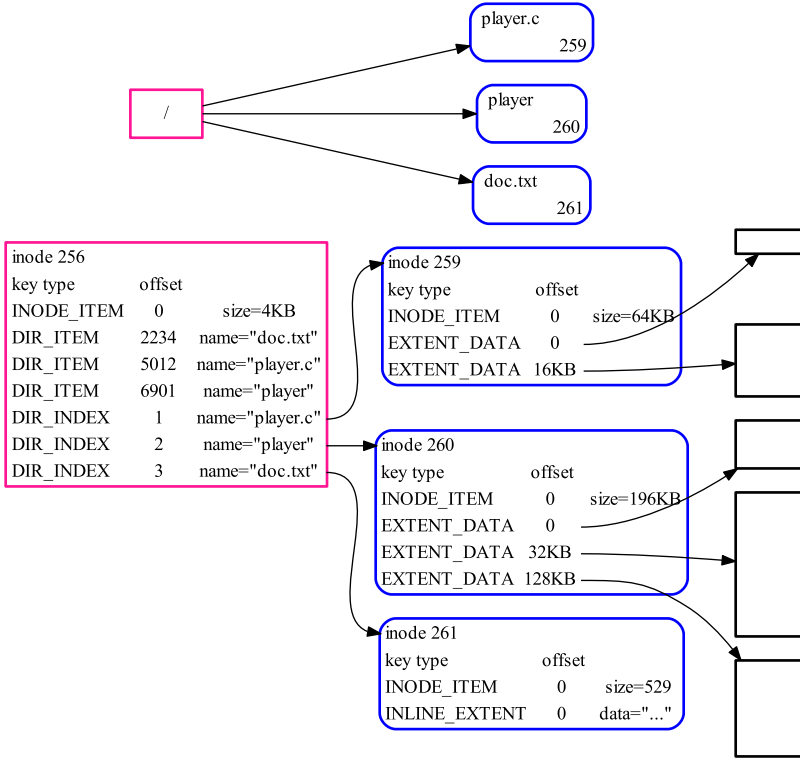 player.c
259
/
player
260
doc.txt
261
inode 256
key type offset
INODE_ITEM 0 size=4KB
DIR_ITEM 2234 name="doc.txt"
DIR_ITEM 5012 name="player.c"
DIR_ITEM 6901 name="player"
DIR_INDEX 1 name="player.c"
DIR_INDEX 2 name="player"
DIR_INDEX 3 name="doc.txt"
inode 259
key type offset
INODE_ITEM 0 size=64KB
EXTENT_DATA 0
EXTENT_DATA 16KB
inode 260
key type offset
INODE_ITEM 0 size=196KB
EXTENT_DATA 0
EXTENT_DATA 32KB
EXTENT_DATA 128KB
inode 261
key type offset
INODE_ITEM 0 size=529
INLINE_EXTENT 0 data="..."